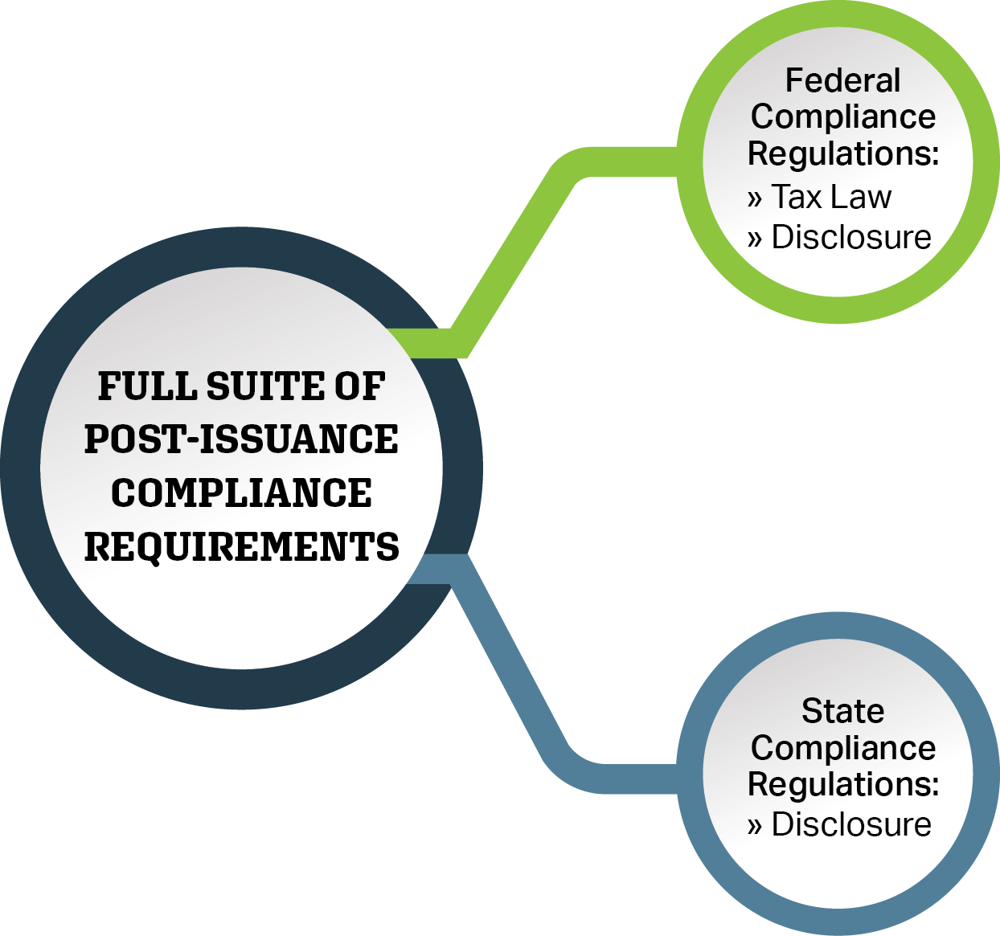 FULL SUITE OF
POST-ISSUANCE
COMPLIANCE
REQUIREMENTS
Federal
Compliance
Regulations:
» Tax Law
» Disclosure
State
Compliance
Regulations:
» Disclosure